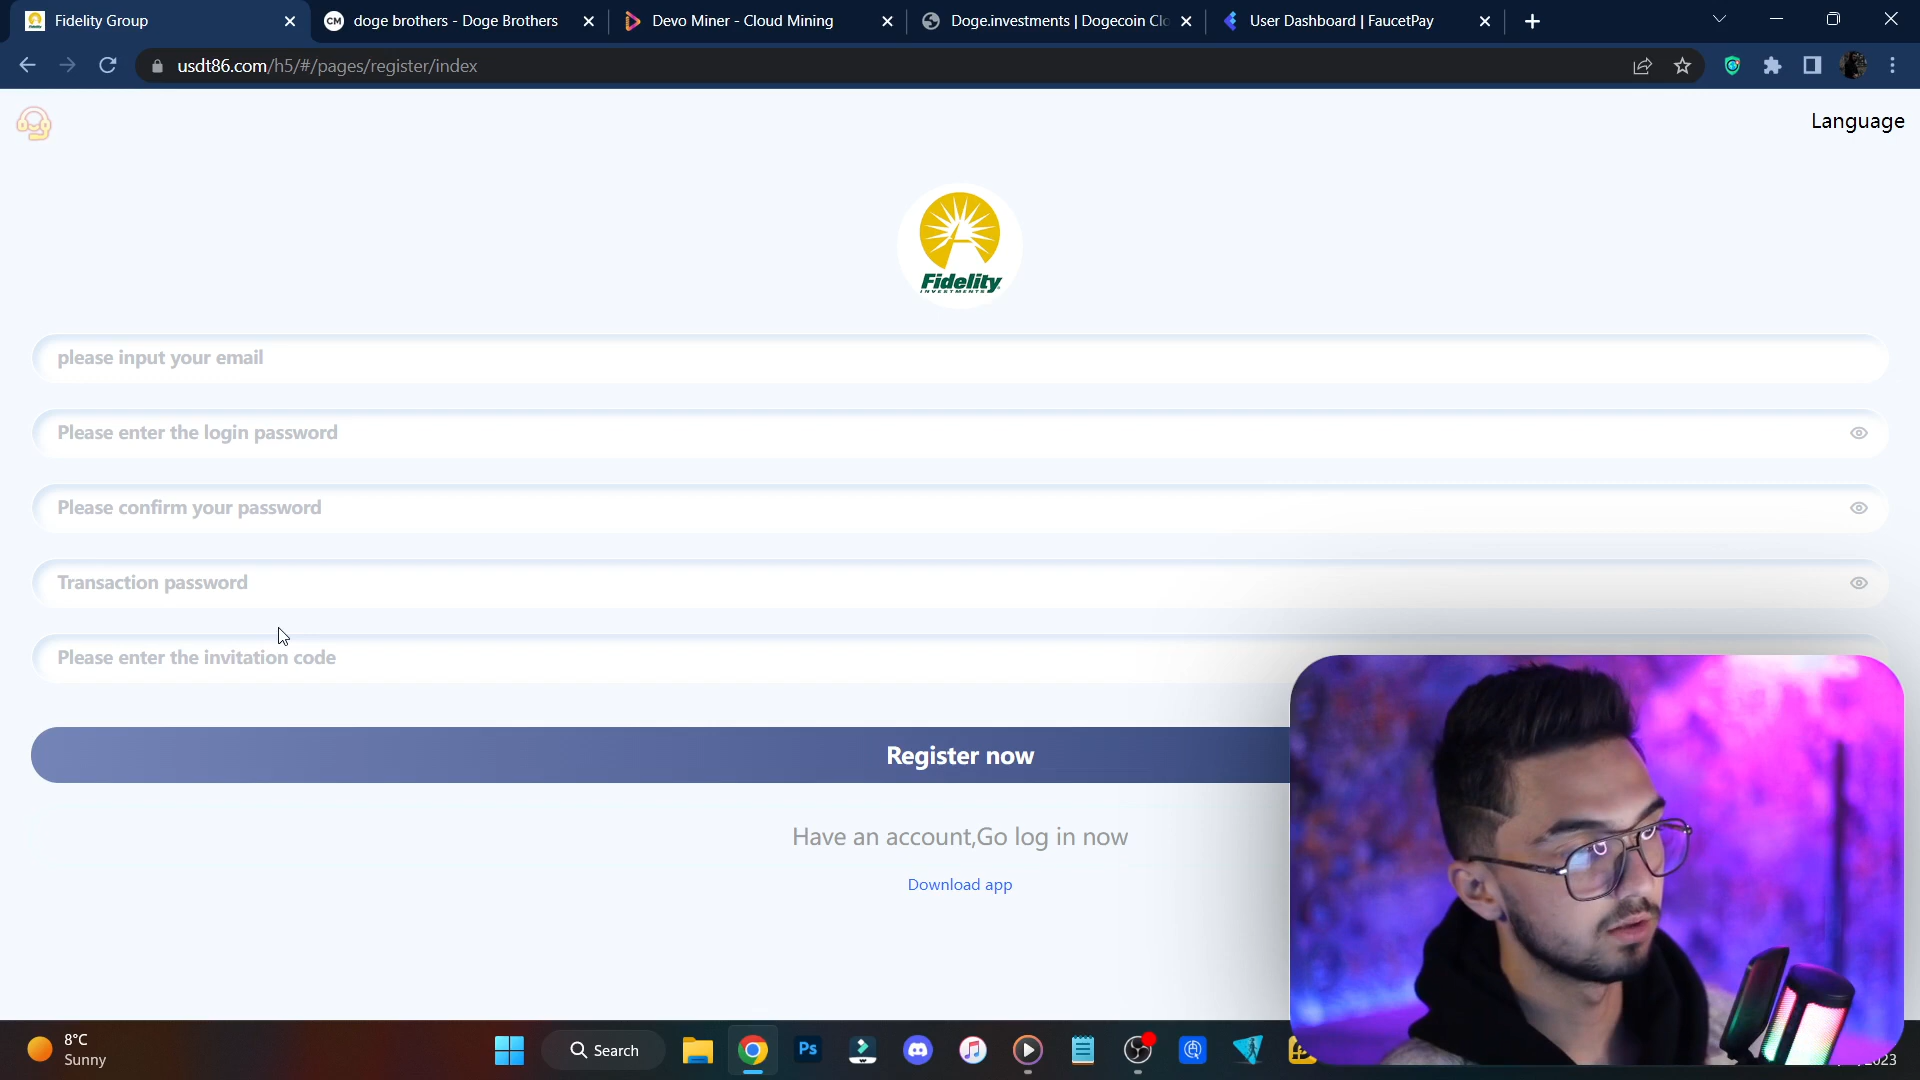 Fidelity Group
doge brothers - Doge Brothers
Devo Miner - Cloud Mining
Doge.investments | Dogecoin Clo
User Dashboard | FaucetPay
usdt86.com/h5/#/pages/register/index
Language
Fidelity
INVESTMENTS
please input your email
Please enter the login password
Please confirm your password
Transaction password
Please enter the invitation code
Register now
Have an account,Go log in now
Download app
8°C
Sunny
Search
Ps